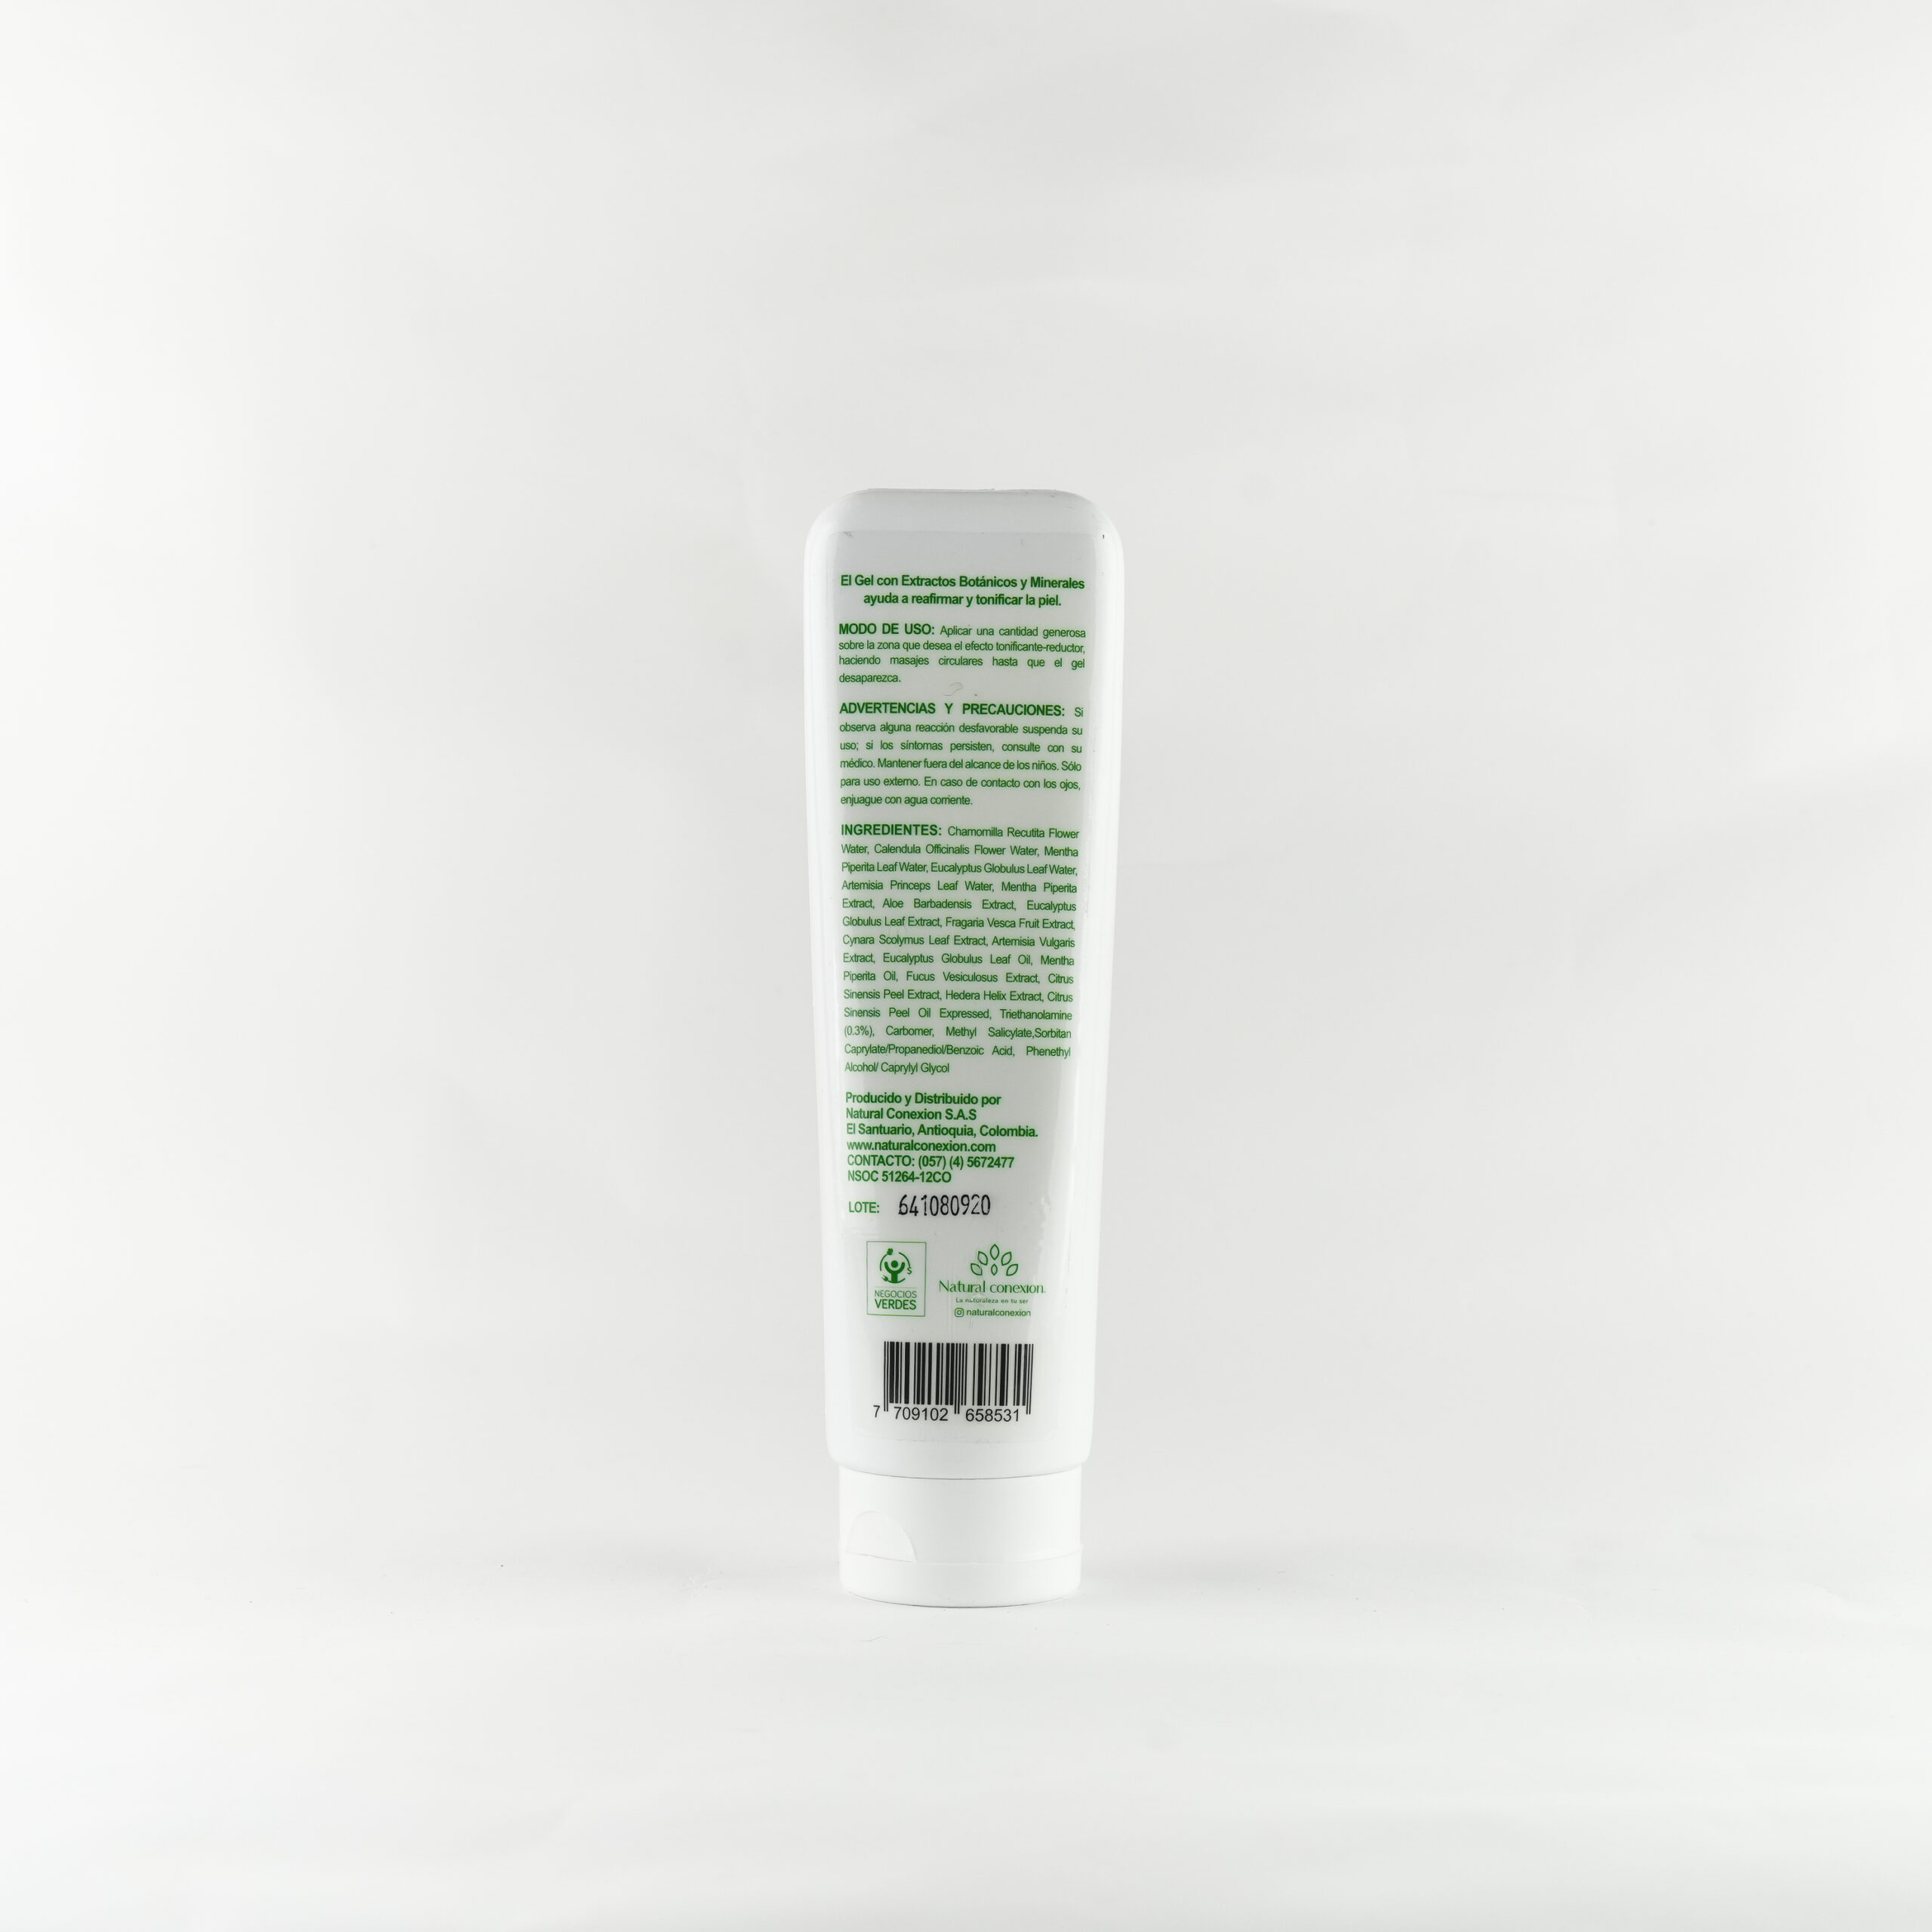 El Gel con Extractos Botánicos y Minerales
ayuda a reafirmar y tonificar la piel.
MODO DE USO: Aplicar una cantidad generosa
sobre la zona que desea el efecto tonificante-reductor,
haciendo masajes circulares hasta que el gel
desaparezca.
ADVERTENCIAS Y PRECAUCIONES: Si
observa alguna reacción desfavorable suspenda su
uso; si los síntomas persisten, consulte con su
médico. Mantener fuera del alcance de los niños. Sólo
para uso externo. En caso de contacto con los ojos,
enjuague con agua corriente.
INGREDIENTES: Chamomilla Recutita Flower
Water, Calendula Officinalis Flower Water, Mentha
Piperita Leaf Water, Eucalyptus Globulus Leaf Water,
Artemisia Princeps Leaf Water, Mentha Piperita
Extract, Aloe Barbadensis Extract, Eucalyptus
Globulus Leaf Extract, Fragaria Vesca Fruit Extract,
Cynara Scolymus Leaf Extract, Artemisia Vulgaris
Extract, Eucalyptus Globulus Leaf Oil, Mentha
Piperita Oil, Fucus Vesiculosus Extract, Citrus
Sinensis Peel Extract, Hedera Helix Extract, Citrus
Sinensis Peel Oil Expressed, Triethanolamine
(0.3%), Carbomer, Methyl Salicylate,Sorbitan
Caprylate/Propanediol/Benzoic Acid, Phenethyl
Alcohol/ Caprylyl Glycol
Producido y Distribuido por
Natural Conexion S.A.S
El Santuario, Antioquia, Colombia.
www.naturalconexion.com
CONTACTO: (057) (4) 5672477
NSOC 51264-12CO
LOTE: 641080920
NEGOCIOS
VERDES
Natural conexion.
La naturaleza en tu ser
naturalconexion
7 709102 658531